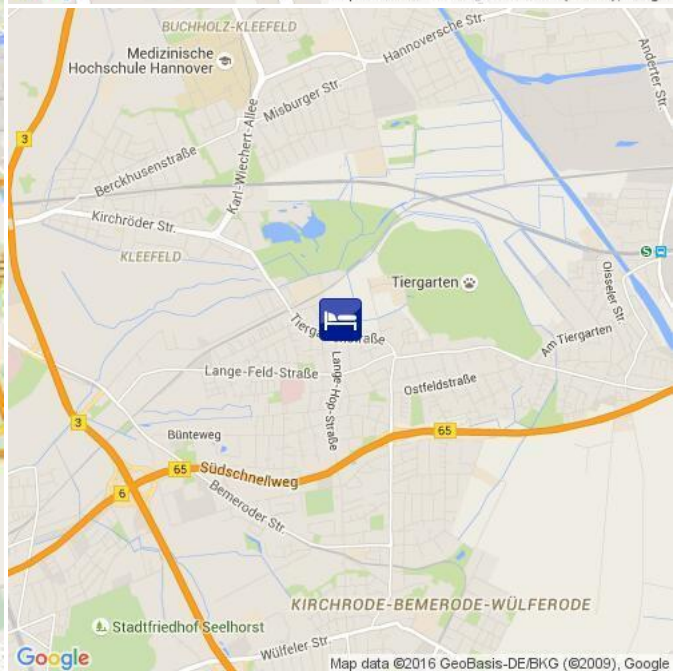 BUCHHOLZ-KLEEFELD
Hannoversche Str.
Anderter Str.
Medizinische
Hochschule Hannover
Misburger Str.
3
Karl-Wiechert-Allee
Berckhusenstraße
Kirchröder Str.
KLEEFELD
S
Tiergarten
Oisseler Str.
Am Tiergarten
Lange-Feld-Straße
Lange-Hop-Straße
Ostfeldstraße
3
Bünteweg
65
65
Südschnellweg
6
Bemeroder Str.
KIRCHRODE-BEMERODE-WÜLFERODE
Stadtfriedhof Seelhorst
Wülfeler Str.
Google
Map data ©2016 GeoBasis-DE/BKG (©2009), Google